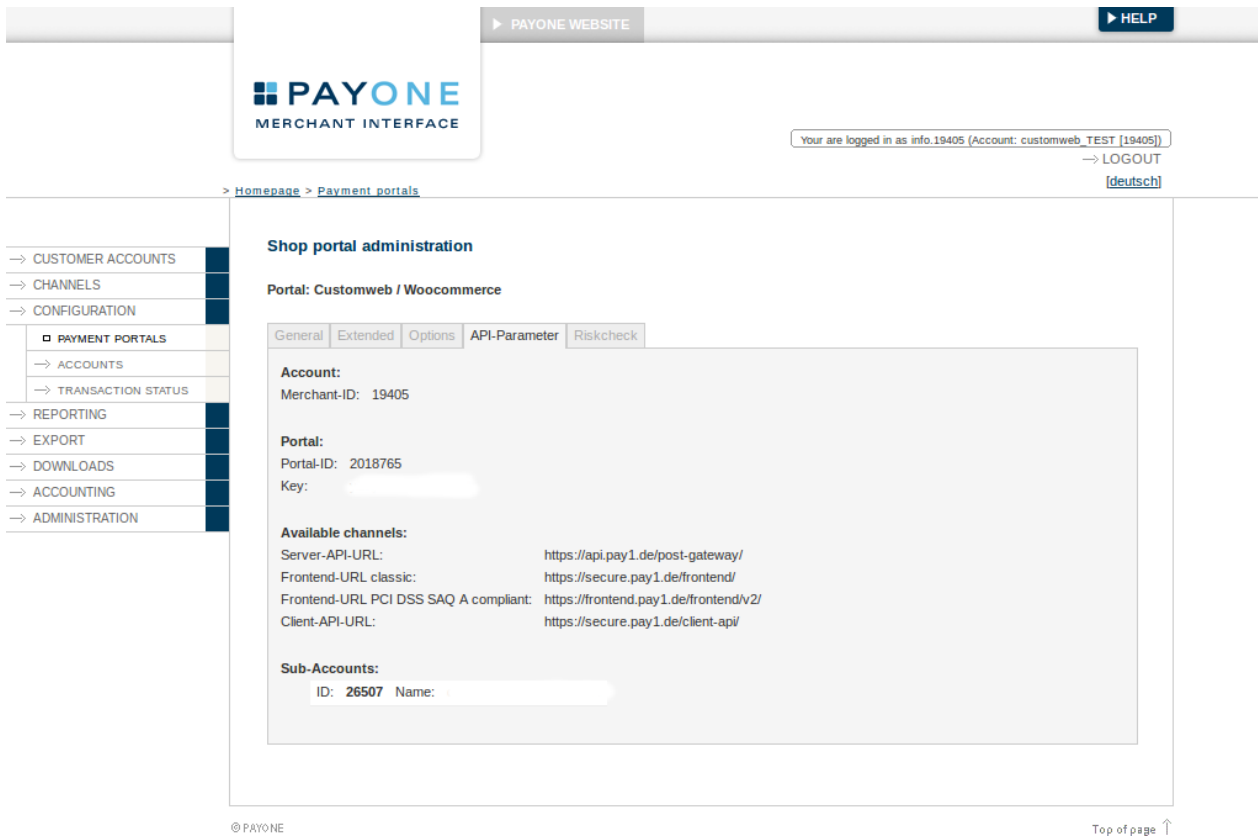 PAYONE WEBSITE
HELP
PAYONE
MERCHANT INTERFACE
Your are logged in as info.19405 (Account: customweb_TEST [19405])
LOGOUT
[deutsch]
> Homepage > Payment portals
CUSTOMER ACCOUNTS
CHANNELS
CONFIGURATION
PAYMENT PORTALS
ACCOUNTS
TRANSACTION STATUS
REPORTING
EXPORT
DOWNLOADS
ACCOUNTING
ADMINISTRATION
Shop portal administration
Portal: Customweb / Woocommerce
General Extended Options API-Parameter Riskcheck
Account:
Merchant-ID: 19405
Portal:
Portal-ID: 2018765
Key:
Available channels:
Server-API-URL: https://api.pay1.de/post-gateway/
Frontend-URL classic: https://secure.pay1.de/frontend/
Frontend-URL PCI DSS SAQ A compliant: https://frontend.pay1.de/frontend/v2/
Client-API-URL: https://secure.pay1.de/client-api/
Sub-Accounts:
ID: 26507 Name:
© PAYONE
Top of page